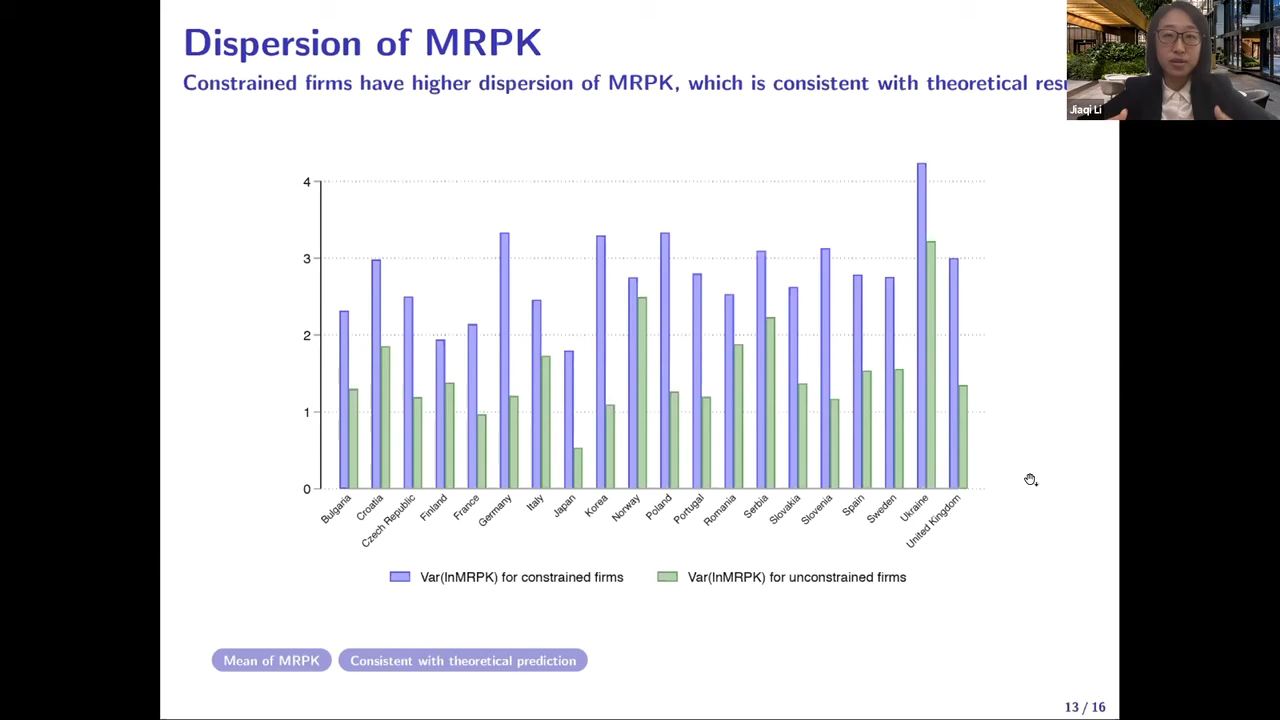 Dispersion of MRPK
Constrained firms have higher dispersion of MRPK, which is consistent with theoretical
Jiaqi Li
4
3
2
1
0
Bulgaria
Croatia
Czech Republic
Finland
France
Germany
Italy
Japan
Korea
Norway
Poland
Portugal
Romania
Serbia
Slovakia
Slovenia
Spain
Sweden
Ukraine
United Kingdom
Var(lnMRPK) for constrained firms
Var(lnMRPK) for unconstrained firms
Mean of MRPK
Consistent with theoretical prediction
13 / 16